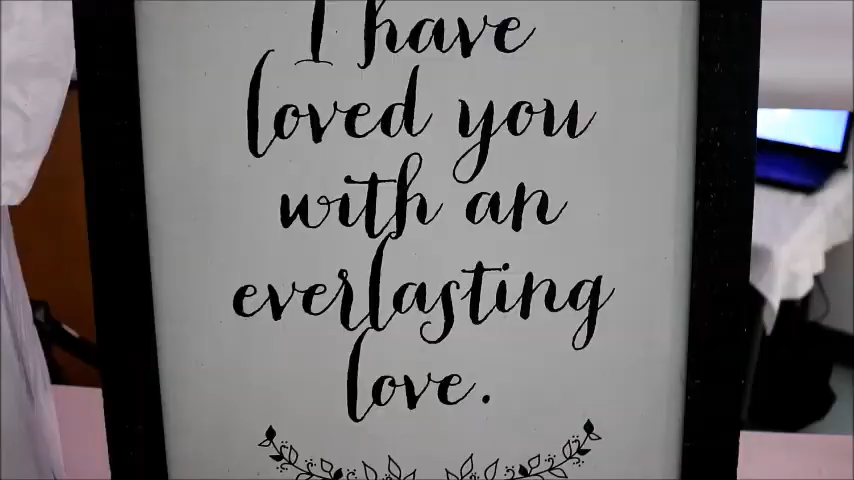 I have
loved you
with an
everlasting
love.